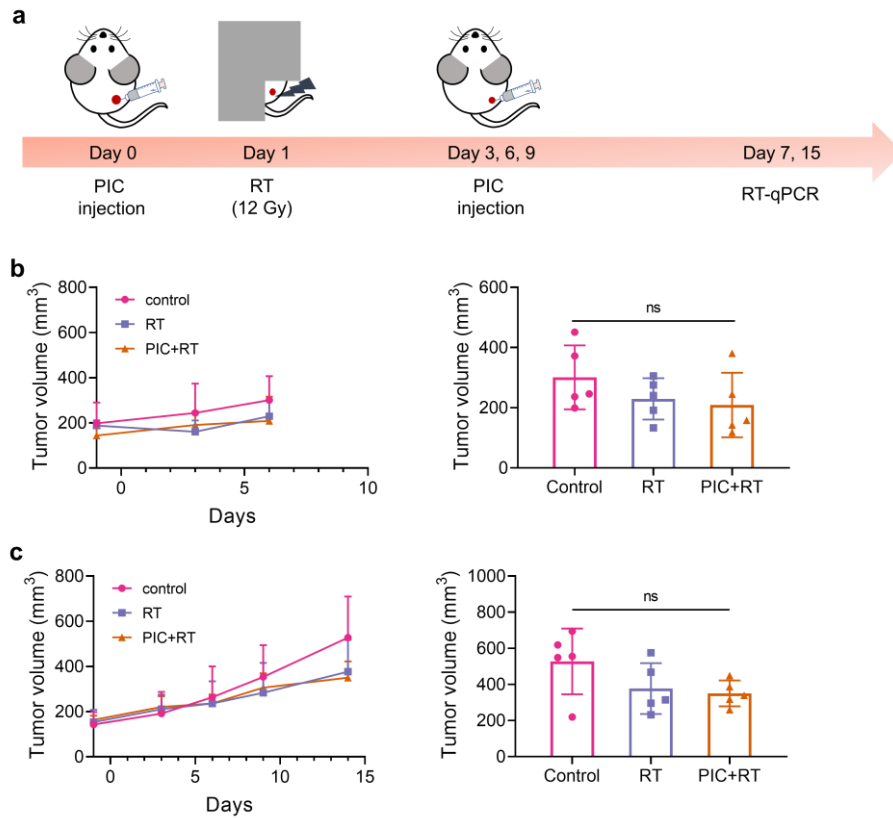 a
Day 0
Day 1
Day 3, 6, 9
Day 7, 15
PIC
injection
RT
(12 Gy)
PIC
injection
RT-qPCR
b
Tumor volume (mm³)
800
600
400
200
0
control
RT
PIC+RT
0
5
10
Days
Tumor volume (mm³)
600
400
200
0
ns
Control
RT
PIC+RT
c
Tumor volume (mm³)
800
600
400
200
0
control
RT
PIC+RT
0
5
10
15
Days
Tumor volume (mm³)
1000
800
600
400
200
0
ns
Control
RT
PIC+RT